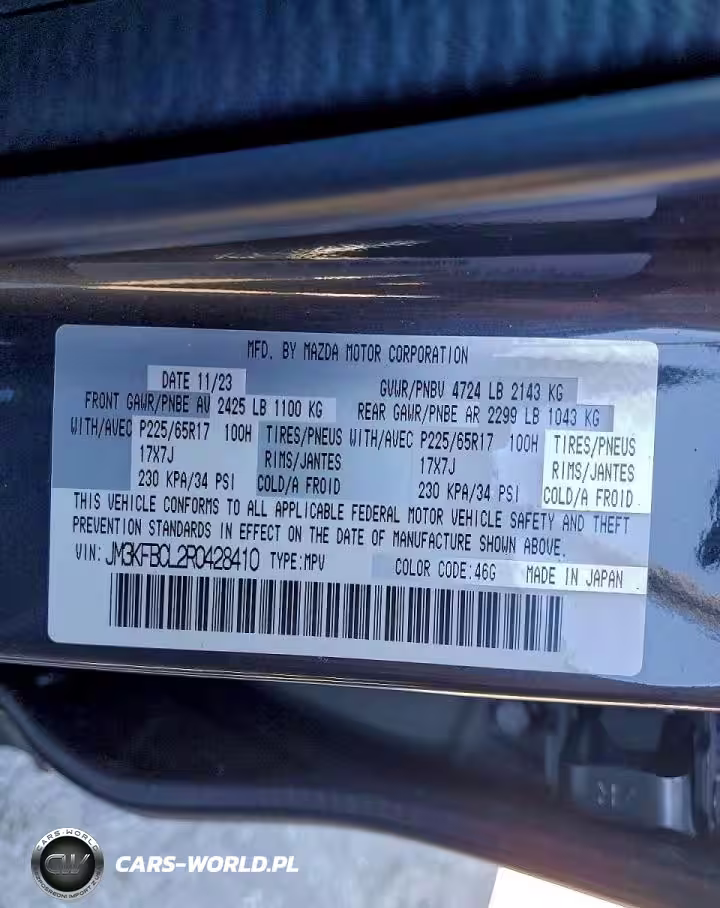 MFD. BY MAZDA MOTOR CORPORATION
DATE 11/23 GVWR/PNBV 4724 LB 2143 KG
FRONT GAWR/PNBE AV 2425 LB 1100 KG REAR GAWR/PNBE AR 2299 LB 1043 KG
WITH/AVEC P225/65R17 100H TIRES/PNEUS WITH/AVEC P225/65R17 100H TIRES/PNEUS
17X7J RIMS/JANTES 17X7J RIMS/JANTES
230 KPA/34 PSI COLD/A FROID 230 KPA/34 PSI COLD/A FROID
THIS VEHICLE CONFORMS TO ALL APPLICABLE FEDERAL MOTOR VEHICLE SAFETY AND THEFT
PREVENTION STANDARDS IN EFFECT ON THE DATE OF MANUFACTURE SHOWN ABOVE.
VIN: JM3KFBCL2R0428410 TYPE:MPV COLOR CODE:46G MADE IN JAPAN
CARS-WORLD
CW
CARS-WORLD.PL